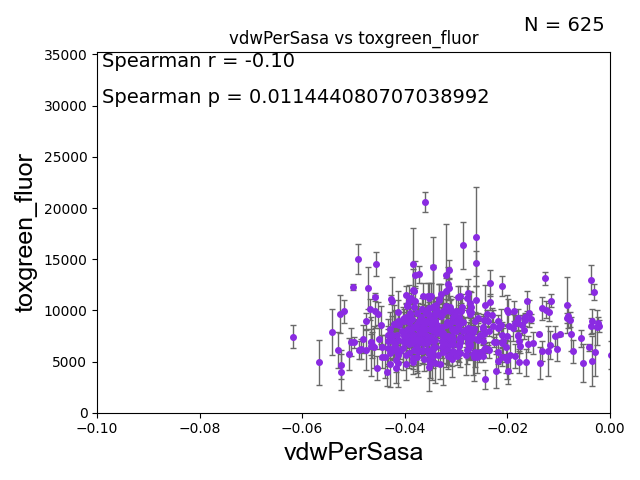 N = 625
vdwPerSasa vs toxgreen_fluor
Spearman r = -0.10
Spearman p = 0.011444080707038992
35000
30000
25000
20000
15000
10000
5000
0
toxgreen_fluor
−0.10 −0.08 −0.06 −0.04 −0.02 0.00
vdwPerSasa